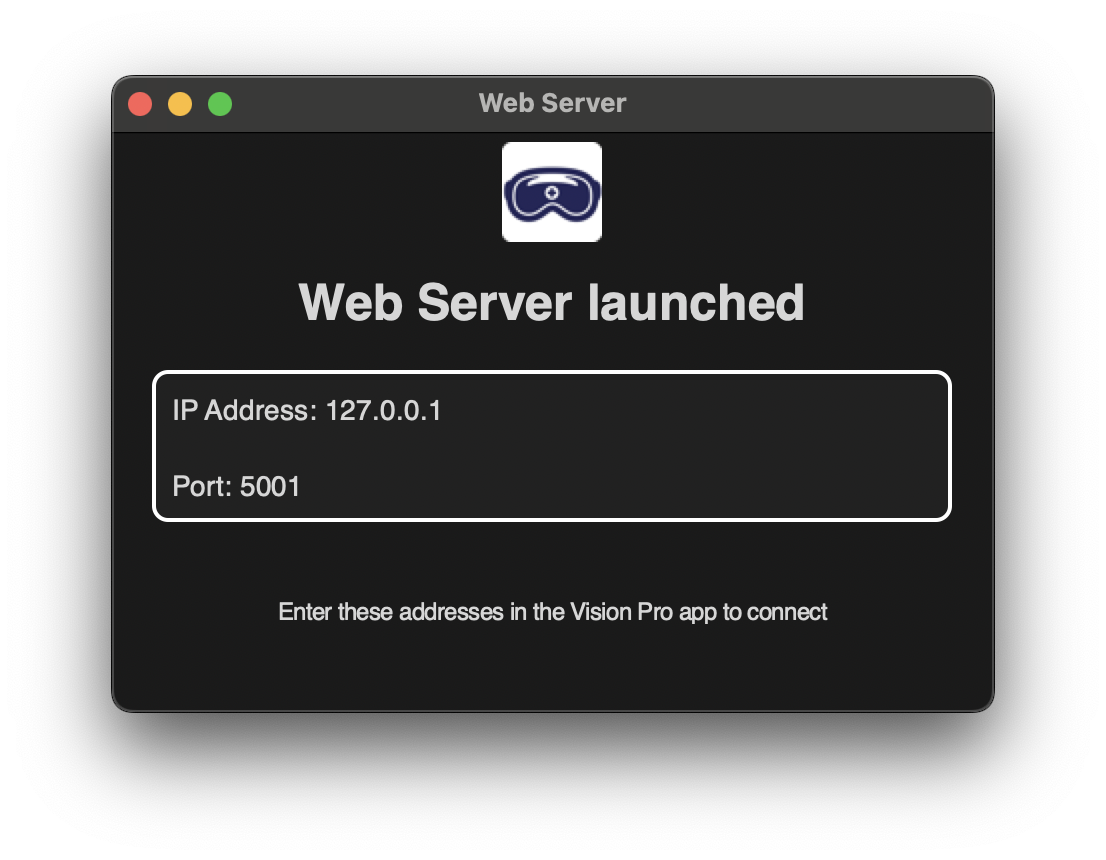 Web Server
Web Server launched
IP Address: 127.0.0.1
Port: 5001
Enter these addresses in the Vision Pro app to connect